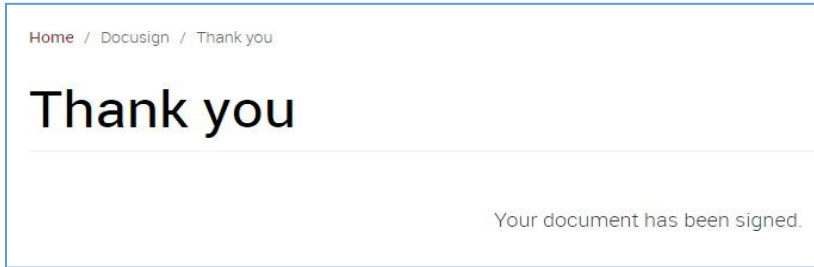 Home / Docusign / Thank you
Thank you
Your document has been signed.